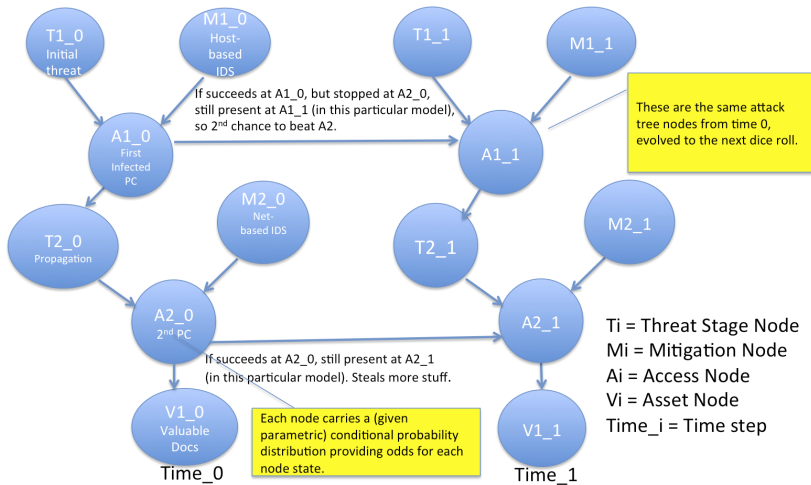 T1_0
Initial
threat
M1_0
Host-
based
IDS
T1_1
M1_1
If succeeds at A1_0, but stopped at A2_0,
still present at A1_1 (in this particular model),
so 2nd chance to beat A2.
These are the same attack
tree nodes from time 0,
evolved to the next dice roll.
A1_0
First
Infected
PC
A1_1
M2_0
Net-
based IDS
M2_1
T2_0
Propagation
T2_1
A2_0
2nd PC
A2_1
Ti = Threat Stage Node
Mi = Mitigation Node
Ai = Access Node
Vi = Asset Node
Time_i = Time step
If succeeds at A2_0, still present at A2_1
(in this particular model). Steals more stuff.
V1_0
Valuable
Docs
Each node carries a (given
parametric) conditional probability
distribution providing odds for each
node state.
V1_1
Time_0
Time_1